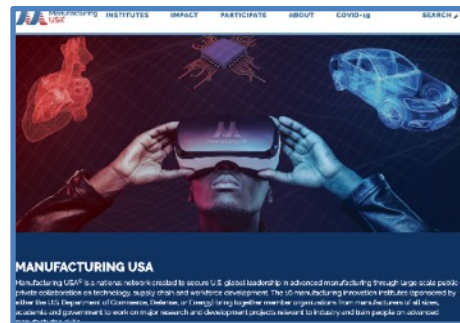 Manufacturing USA
INSTITUTES IMPACT PARTICIPATE ABOUT COVID-19 SEARCH
MANUFACTURING USA
Manufacturing USA® is a national network created to secure U.S. global leadership in advanced manufacturing through large scale public-
private collaboration on technology, supply chain and workforce development. The 16 manufacturing innovation institutes (sponsored by
either the U.S. Department of Commerce, Defense, or Energy) bring together member organizations from manufacturers of all sizes,
academia and government to work on major research and development projects relevant to industry and train people on advanced
manufacturing skills.